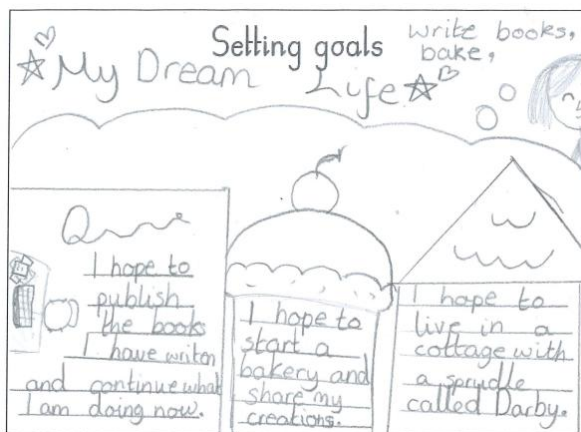 Setting goals
My Dream Life
write books,
bake,
I hope to
publish
the books
I have writen
and continue what
I am doing now.
I hope to
start a
bakery and
share my
creations.
I hope to
live in a
cottage with
a sprudle
called Darby.